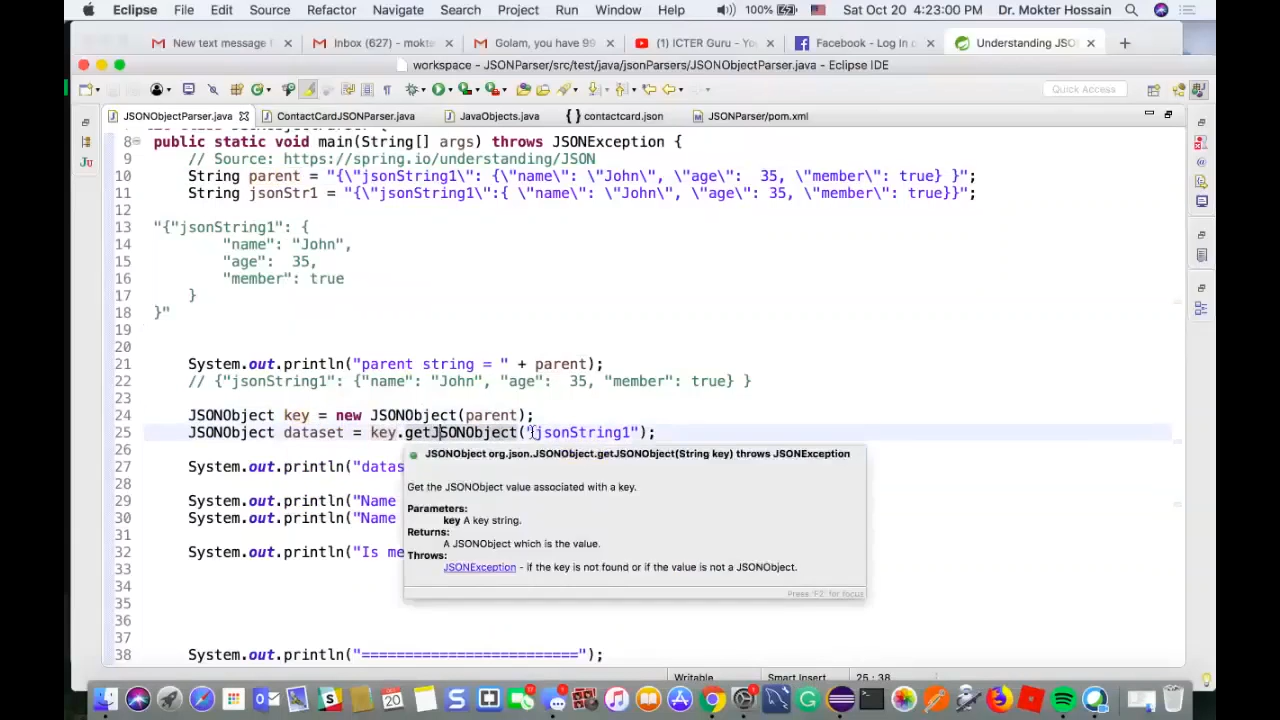 Eclipse File Edit Source Refactor Navigate Search Project Run Window Help 100% Sat Oct 20 4:23:00 PM Dr. Mokter Hossain
New text message Inbox (627) - mokt Golam, you have 99 (1) ICTER Guru - Yo Facebook - Log In o Understanding JSO
workspace - JSONParser/src/test/java/jsonParsers/JSONObjectParser.java - Eclipse IDE
Quick Access
JSONObjectParser.java ContactCardJSONParser.java JavaObjects.java contactcard.json JSONParser/pom.xml
8 public static void main(String[] args) throws JSONException {
9 // Source: https://spring.io/understanding/JSON
10 String parent = "{\"jsonString1\": {\"name\": \"John\", \"age\":  35, \"member\": true} }";
11 String jsonStr1 = "{\"jsonString1\":{ \"name\": \"John\", \"age\": 35, \"member\": true}}";
12
13 "{"jsonString1": {
14 "name": "John",
15 "age":  35,
16 "member": true
17 }
18 }"
19
20
21 System.out.println("parent string = " + parent);
22 // {"jsonString1": {"name": "John", "age":  35, "member": true} }
23
24 JSONObject key = new JSONObject(parent);
25 JSONObject dataset = key.getJSONObject("jsonString1");
26
JSONObject org.json.JSONObject.getJSONObject(String key) throws JSONException
27 System.out.println("datas
28
Get the JSONObject value associated with a key.
29 System.out.println("Name
Parameters:
30 System.out.println("Name
key A key string.
31
Returns:
32 System.out.println("Is me
A JSONObject which is the value.
33
Throws:
JSONException - if the key is not found or if the value is not a JSONObject.
34
35
Press 'F2' for focus
36
37
38 System.out.println("=========================");
Writable Smart Insert 25 : 38